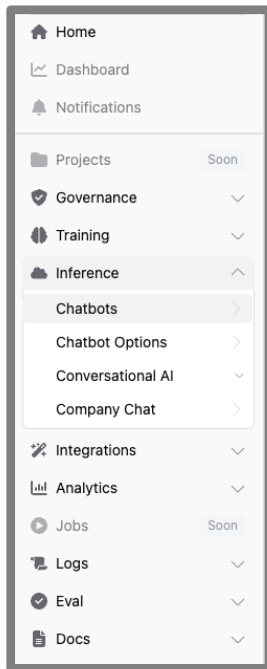 Home
Dashboard
Notifications
Projects Soon
Governance
Training
Inference
Chatbots
Chatbot Options
Conversational AI
Company Chat
Integrations
Analytics
Jobs Soon
Logs
Eval
Docs